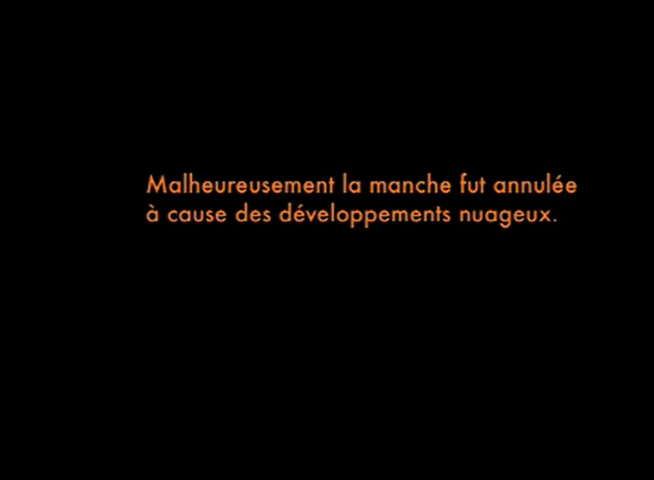 Malheureusement la manche fut annulée
à cause des développements nuageux.